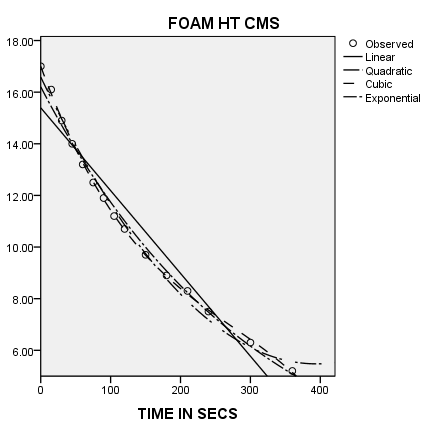 FOAM HT CMS
18.00
16.00
14.00
12.00
10.00
8.00
6.00
0
100
200
300
400
TIME IN SECS
Observed
Linear
Quadratic
Cubic
Exponential